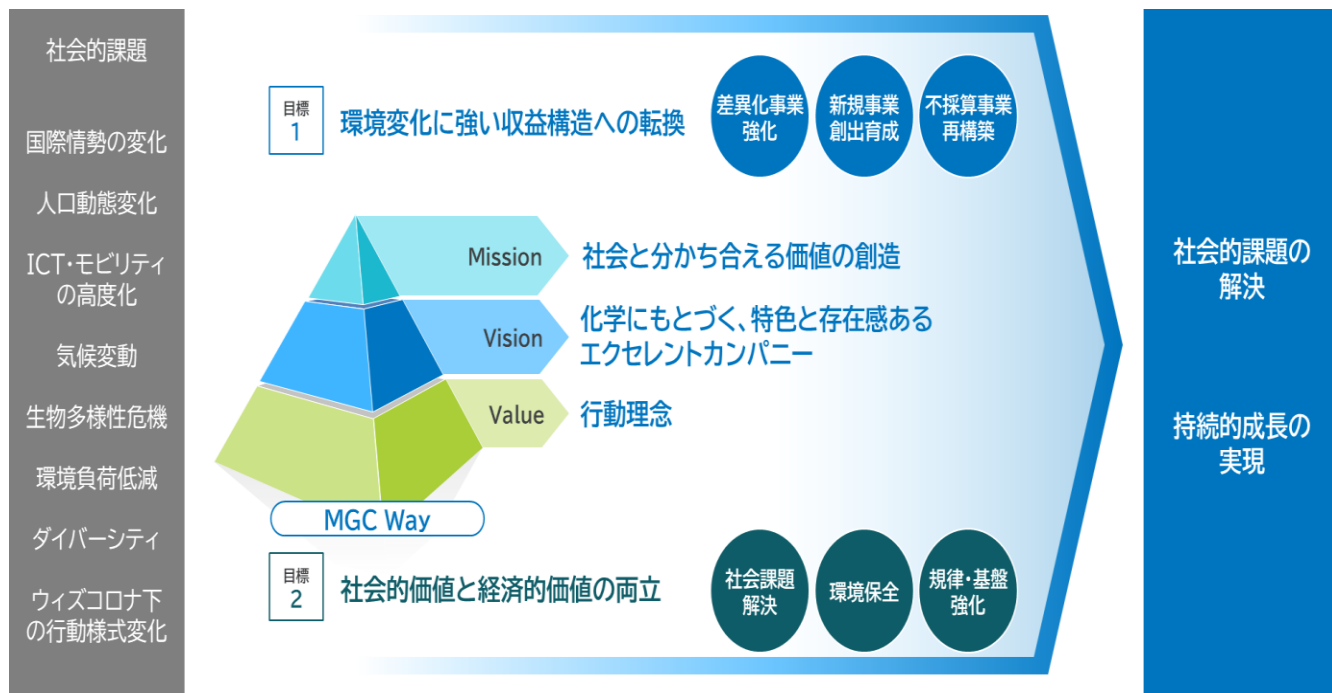 社会的課題
国際情勢の変化
人口動態変化
ICT・モビリティ
の高度化
気候変動
生物多様性危機
環境負荷低減
ダイバーシティ
ウィズコロナ下
の行動様式変化
目標
1
環境変化に強い収益構造への転換
差異化事業
強化
新規事業
創出育成
不採算事業
再構築
Mission
社会と分かち合える価値の創造
Vision
化学にもとづく、特色と存在感ある
エクセレントカンパニー
Value
行動理念
MGC Way
目標
2
社会的価値と経済的価値の両立
社会課題
解決
環境保全
規律・基盤
強化
社会的課題の
解決
持続的成長の
実現